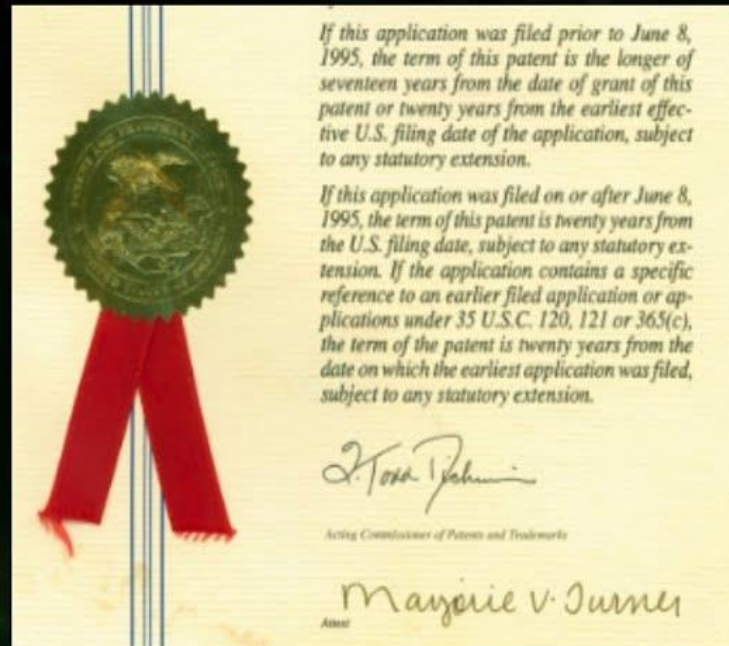 If this application was filed prior to June 8,
1995, the term of this patent is the longer of
seventeen years from the date of grant of this
patent or twenty years from the earliest effec-
tive U.S. filing date of the application, subject
to any statutory extension.
If this application was filed on or after June 8,
1995, the term of this patent is twenty years from
the U.S. filing date, subject to any statutory ex-
tension. If the application contains a specific
reference to an earlier filed application or ap-
plications under 35 U.S.C. 120, 121 or 365(c),
the term of the patent is twenty years from the
date on which the earliest application was filed,
subject to any statutory extension.
Acting Commissioner of Patents and Trademarks
Marjorie V. Turner
Attest